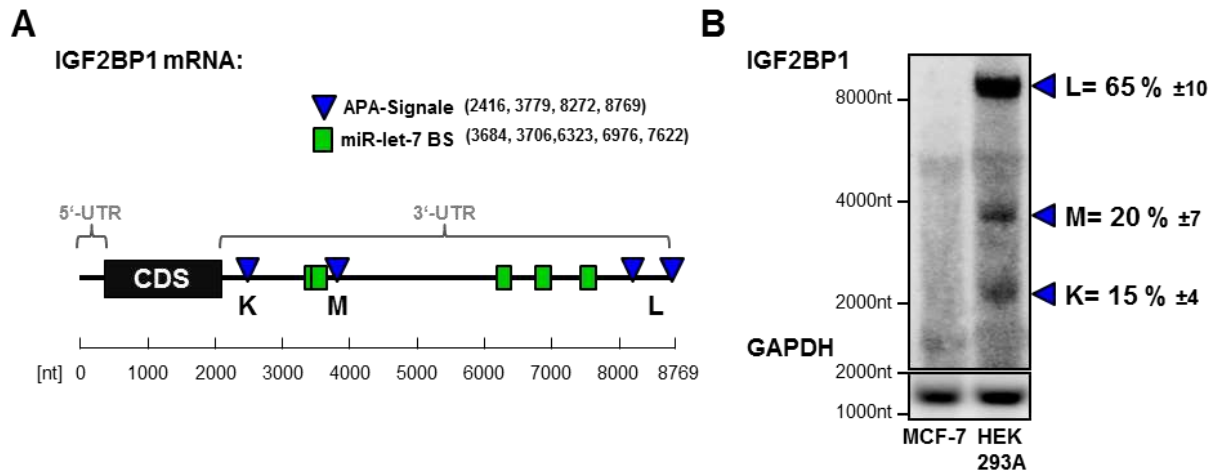 A
IGF2BP1 mRNA:
APA-Signale (2416, 3779, 8272, 8769)
miR-let-7 BS (3684, 3706,6323, 6976, 7622)
5‘-UTR
3‘-UTR
CDS
K
M
L
[nt] 0 1000 2000 3000 4000 5000 6000 7000 8000 8769
B
IGF2BP1
8000nt
L= 65 % ±10
4000nt
M= 20 % ±7
2000nt
K= 15 % ±4
GAPDH
2000nt
1000nt
MCF-7 HEK
293A